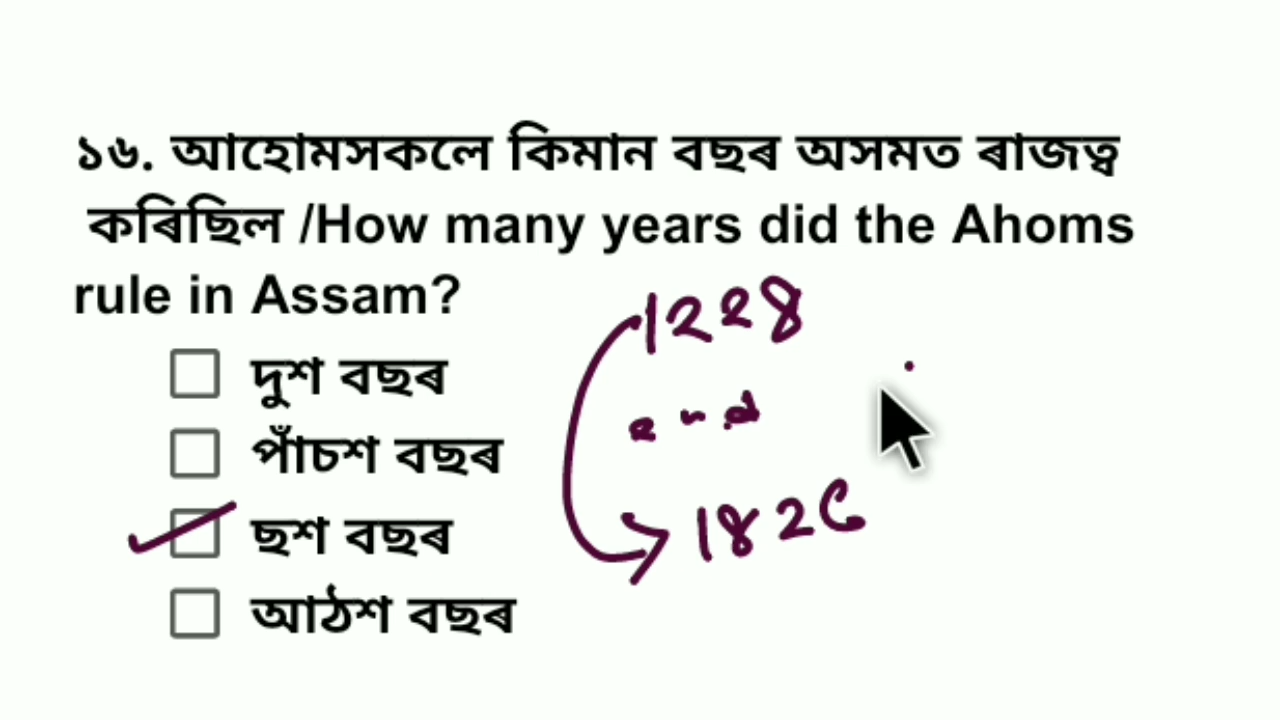 ১৬. আহোমসকলে কিমান বছৰ অসমত ৰাজত্ব
কৰিছিল /How many years did the Ahoms
rule in Assam?
1228
দুশ বছৰ
and
পাঁচশ বছৰ
1826
ছশ বছৰ
আঠশ বছৰ